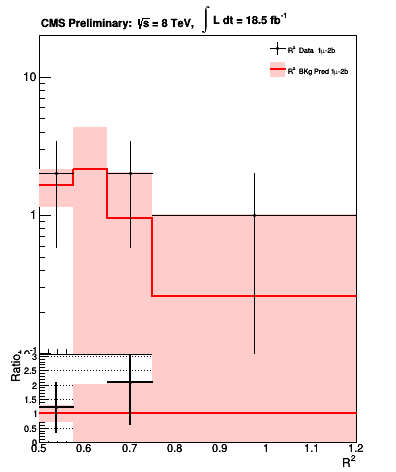 CMS Preliminary: √s = 8 TeV, ∫ L dt = 18.5 fb⁻¹
R² Data 1μ-2b
R² BKg Pred 1μ-2b
10
1
10⁻¹
Ratio
3
2.5
2
1.5
1
0.5
0
0.5 0.6 0.7 0.8 0.9 1 1.1 1.2
R²